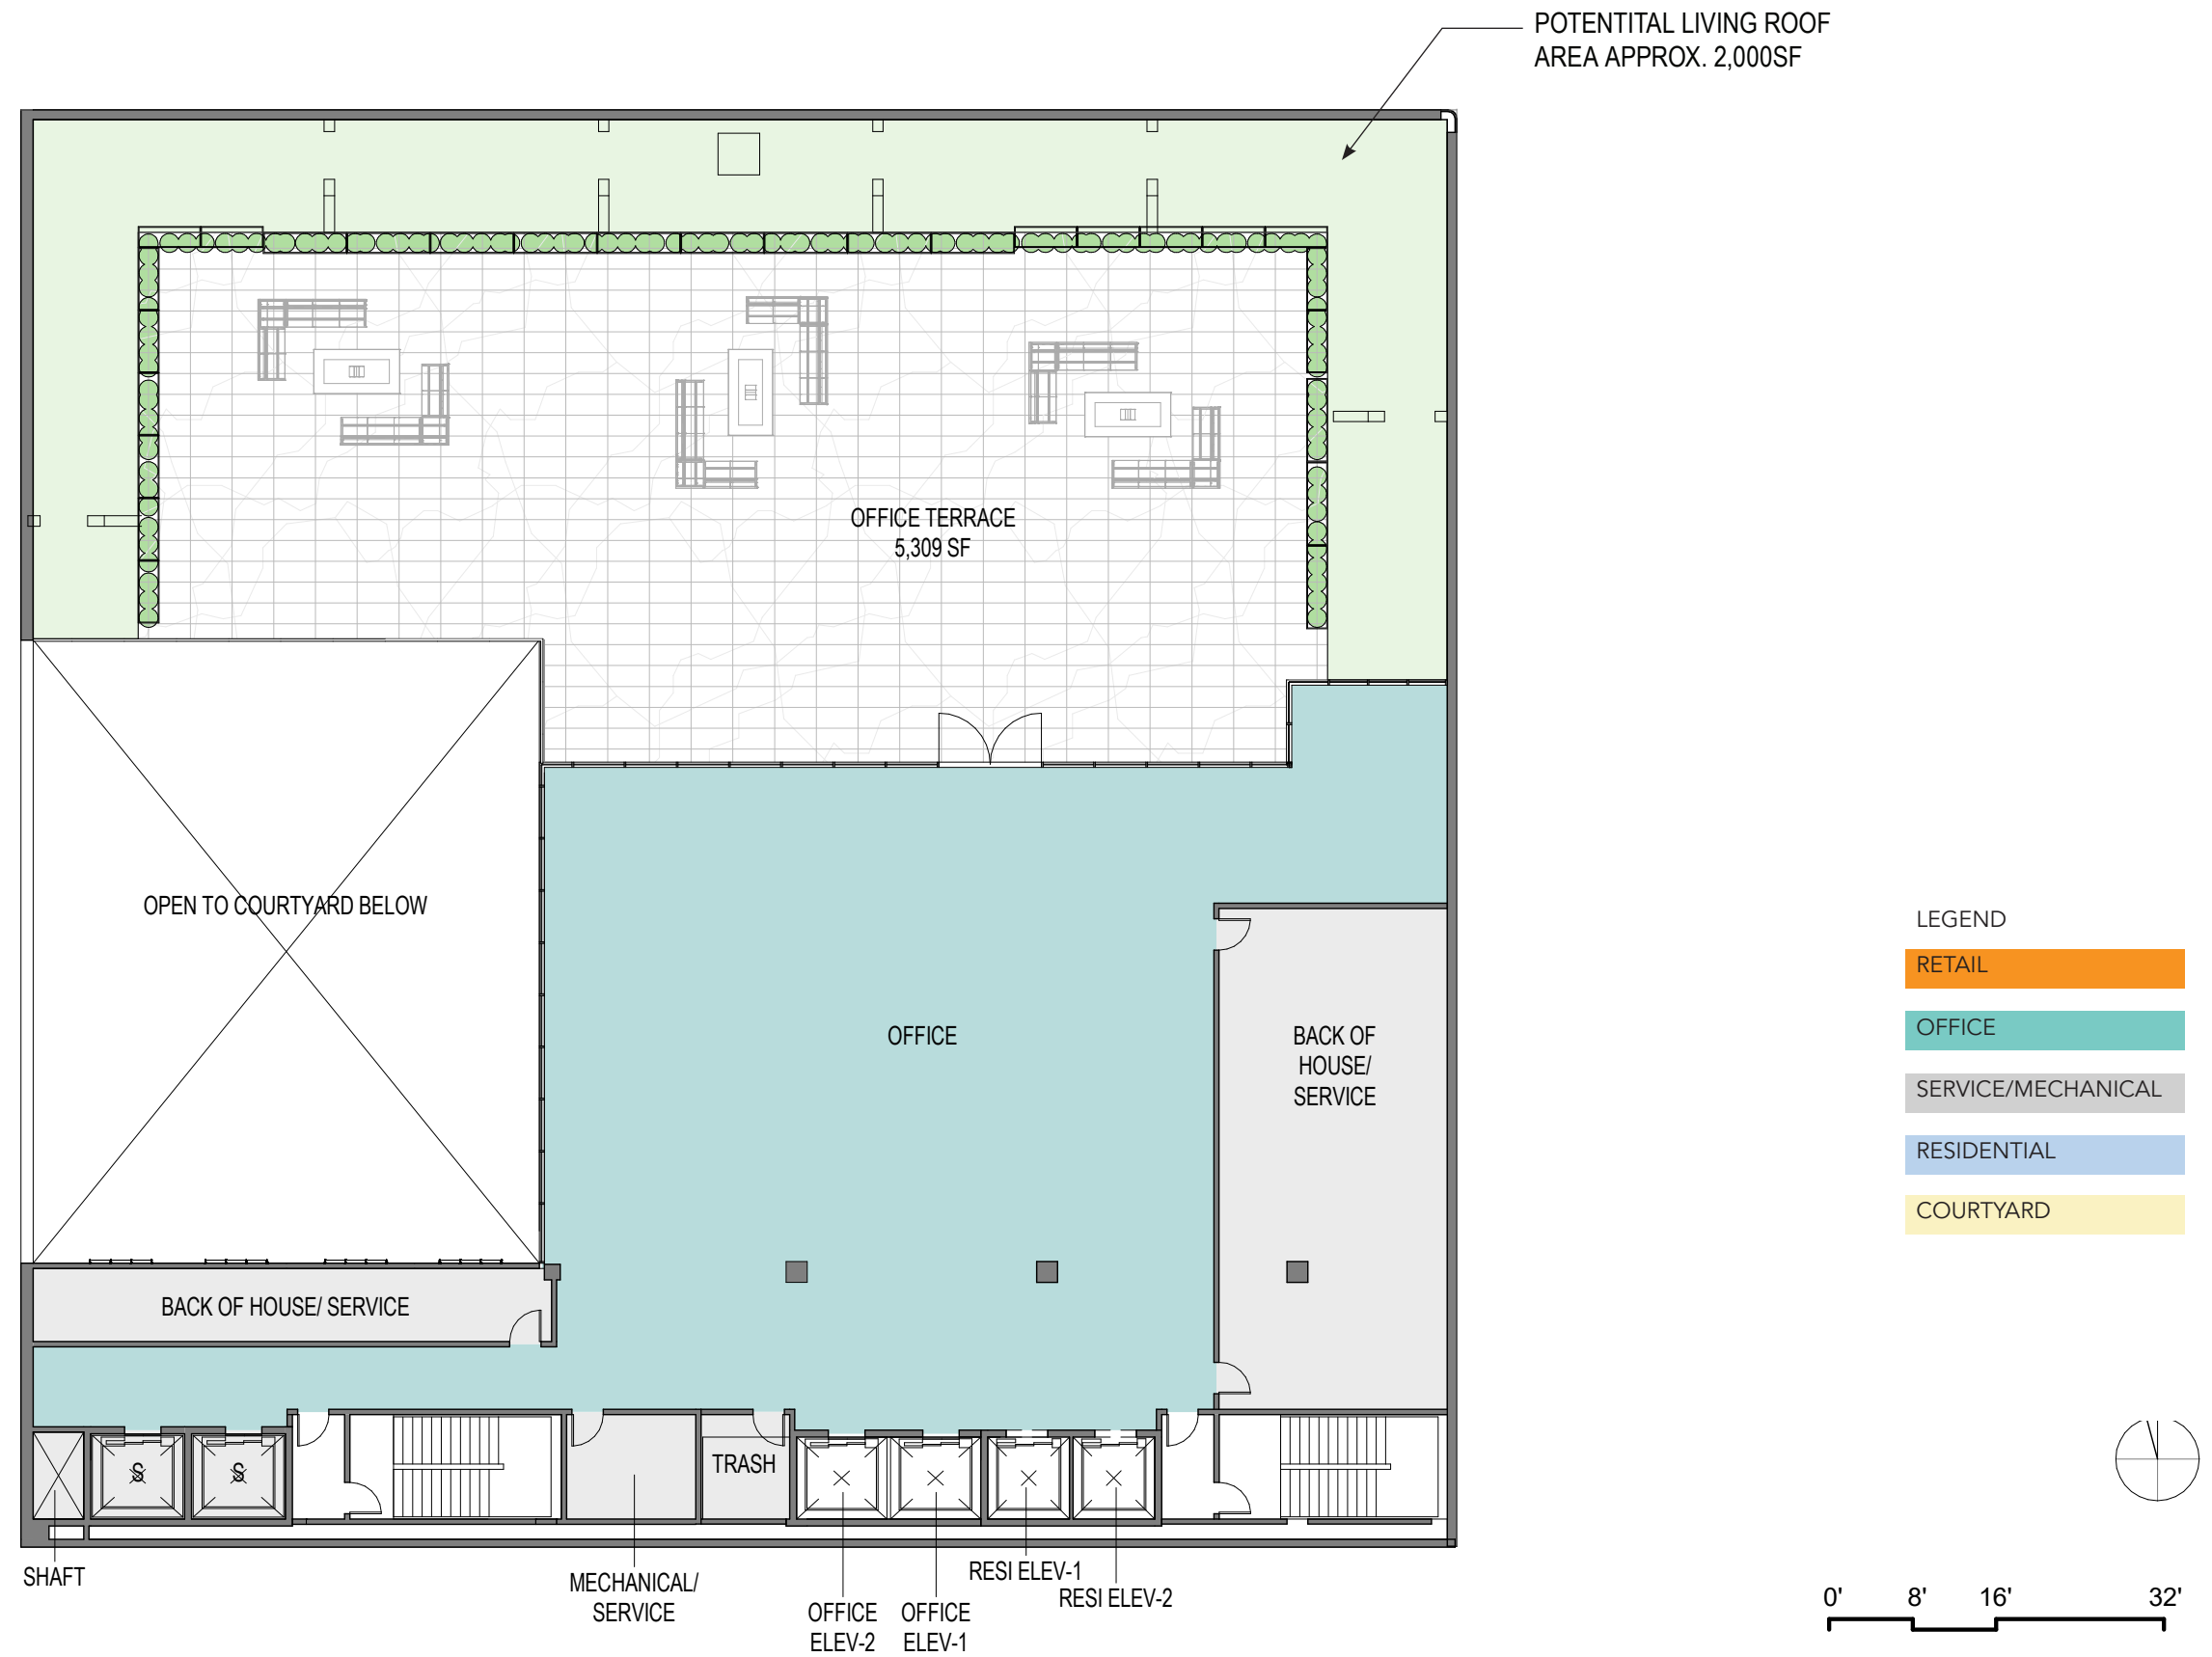 POTENTITAL LIVING ROOF
AREA APPROX. 2,000SF
OFFICE TERRACE
5,309 SF
OPEN TO COURTYARD BELOW
OFFICE
BACK OF
HOUSE/
SERVICE
BACK OF HOUSE/ SERVICE
S
S
TRASH
SHAFT
MECHANICAL/
SERVICE
OFFICE
ELEV-2
OFFICE
ELEV-1
RESI ELEV-1
RESI ELEV-2
LEGEND
RETAIL
OFFICE
SERVICE/MECHANICAL
RESIDENTIAL
COURTYARD
0' 8' 16' 32'